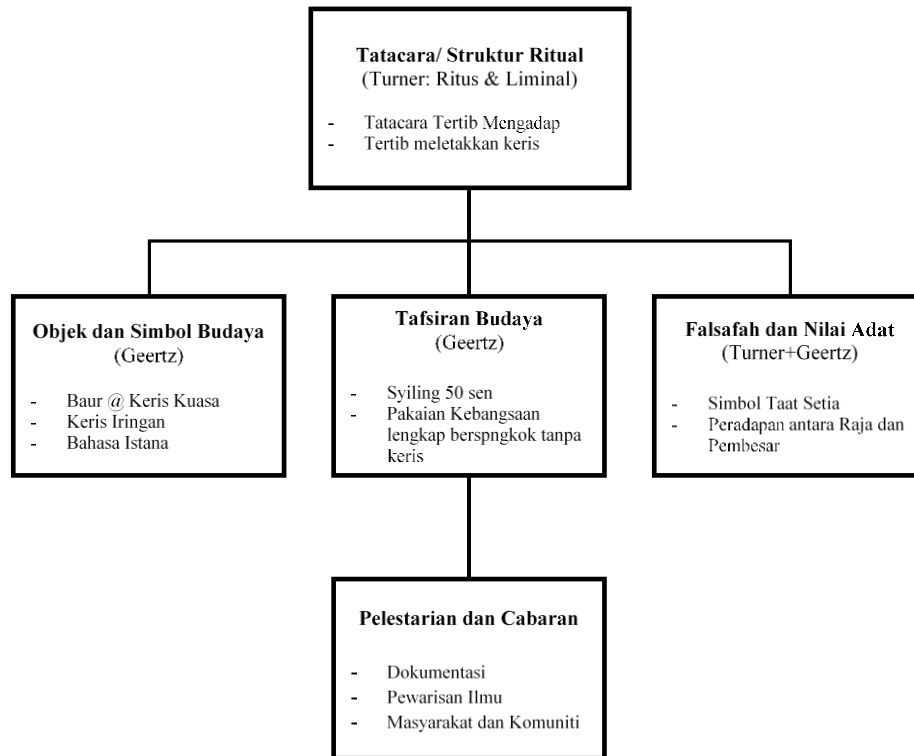 Tatacara/ Struktur Ritual
(Turner: Ritus & Liminal)
- Tatacara Tertib Mengadap
- Tertib meletakkan keris
Objek dan Simbol Budaya
(Geertz)
- Baur @ Keris Kuasa
- Keris Iringan
- Bahasa Istana
Tafsiran Budaya
(Geertz)
- Syiling 50 sen
- Pakaian Kebangsaan
lengkap berspngkok tanpa
keris
Falsafah dan Nilai Adat
(Turner+Geertz)
- Simbol Taat Setia
- Peradapan antara Raja dan
Pembesar
Pelestarian dan Cabaran
- Dokumentasi
- Pewarisan Ilmu
- Masyarakat dan Komuniti